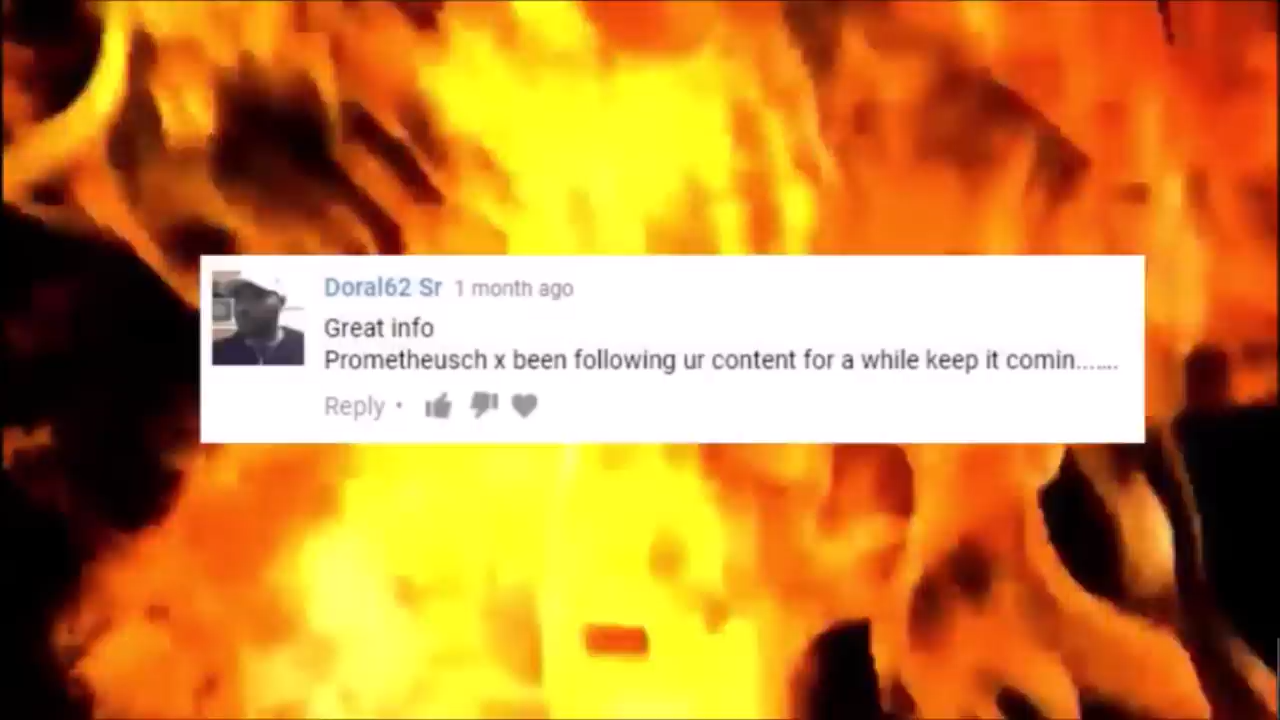 Doral62 Sr 1 month ago
Great info
Prometheusch x been following ur content for a while keep it comin.......
Reply •